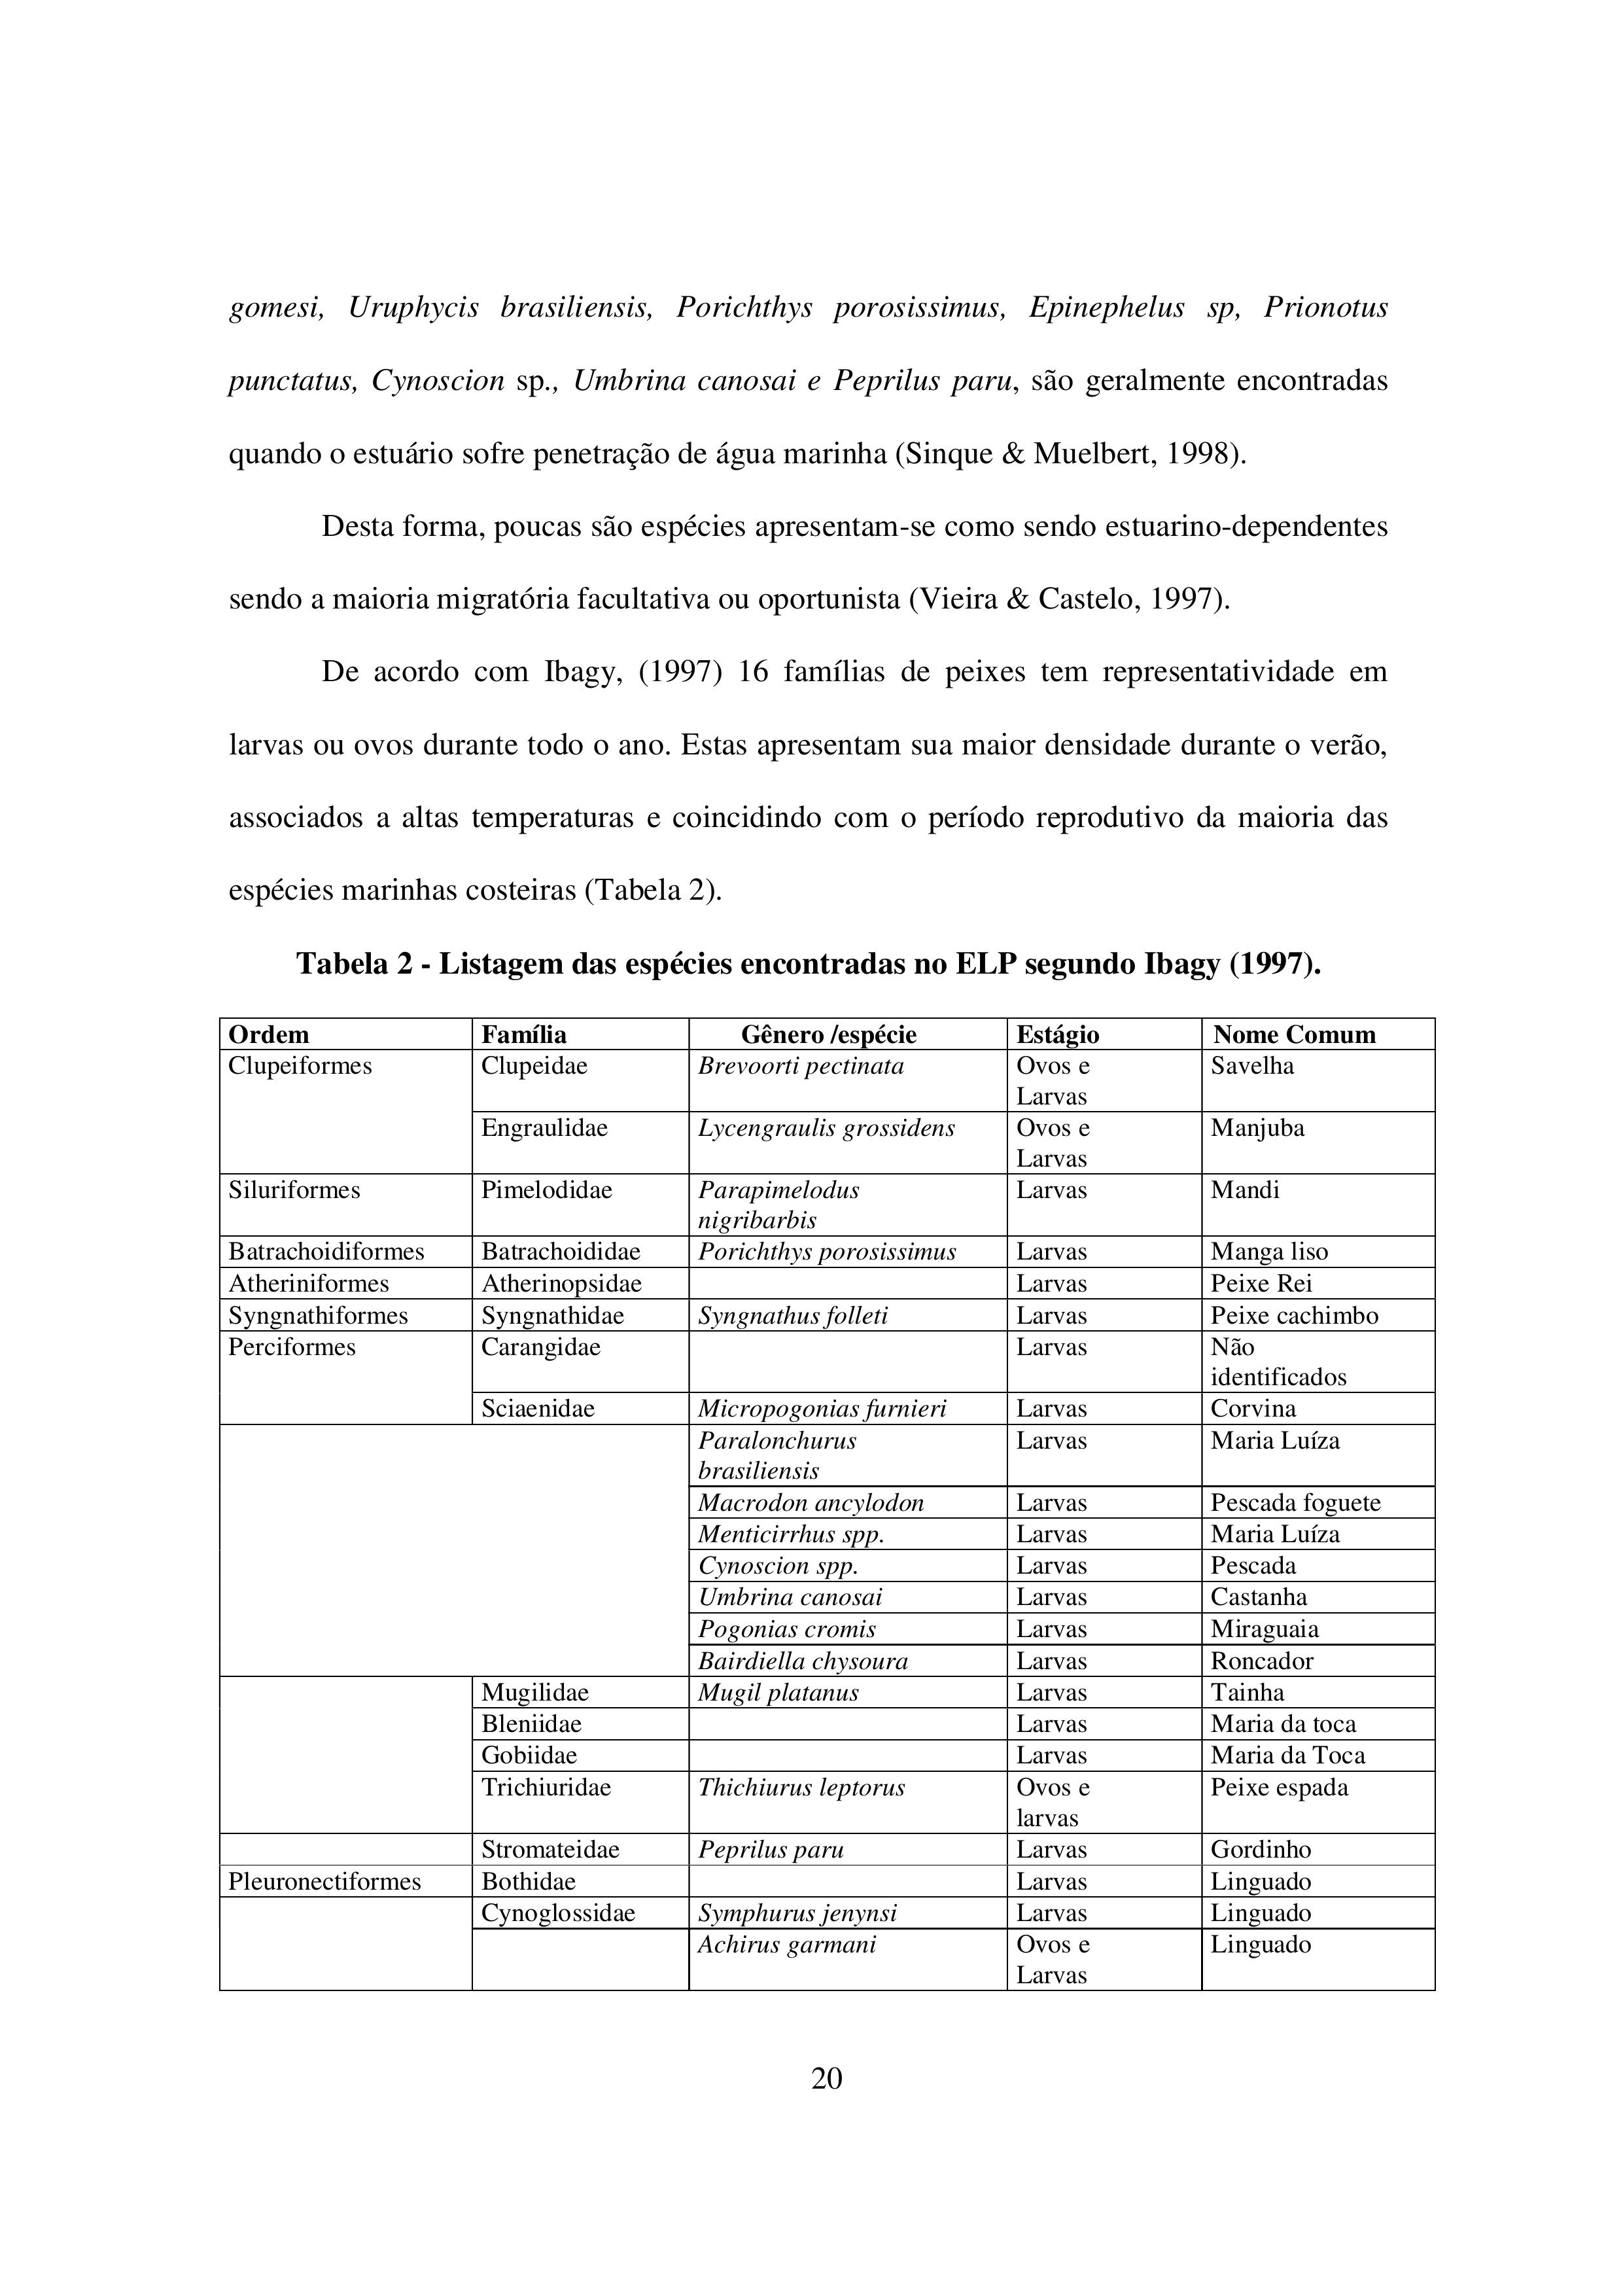 gomesi, Uruphycis brasiliensis, Porichthys porosissimus, Epinephelus sp, Prionotus
punctatus, Cynoscion sp., Umbrina canosai e Peprilus paru, são geralmente encontradas
quando o estuário sofre penetração de água marinha (Sinque & Muelbert, 1998).
Desta forma, poucas são espécies apresentam-se como sendo estuarino-dependentes
sendo a maioria migratória facultativa ou oportunista (Vieira & Castelo, 1997).
De acordo com Ibagy, (1997) 16 famílias de peixes tem representatividade em
larvas ou ovos durante todo o ano. Estas apresentam sua maior densidade durante o verão,
associados a altas temperaturas e coincidindo com o período reprodutivo da maioria das
espécies marinhas costeiras (Tabela 2).
Tabela 2 - Listagem das espécies encontradas no ELP segundo Ibagy (1997).
Ordem Família Gênero /espécie Estágio Nome Comum
Clupeiformes Clupeidae Brevoorti pectinata Ovos e Savelha
Larvas
Engraulidae Lycengraulis grossidens Ovos e Manjuba
Larvas
Siluriformes Pimelodidae Parapimelodus Larvas Mandi
nigribarbis
Batrachoidiformes Batrachoididae Porichthys porosissimus Larvas Manga liso
Atheriniformes Atherinopsidae Larvas Peixe Rei
Syngnathiformes Syngnathidae Syngnathus folleti Larvas Peixe cachimbo
Perciformes Carangidae Larvas Não
identificados
Sciaenidae Micropogonias furnieri Larvas Corvina
Paralonchurus Larvas Maria Luíza
brasiliensis
Macrodon ancylodon Larvas Pescada foguete
Menticirrhus spp. Larvas Maria Luíza
Cynoscion spp. Larvas Pescada
Umbrina canosai Larvas Castanha
Pogonias cromis Larvas Miraguaia
Bairdiella chysoura Larvas Roncador
Mugilidae Mugil platanus Larvas Tainha
Bleniidae Larvas Maria da toca
Gobiidae Larvas Maria da Toca
Trichiuridae Thichiurus leptorus Ovos e Peixe espada
larvas
Stromateidae Peprilus paru Larvas Gordinho
Pleuronectiformes Bothidae Larvas Linguado
Cynoglossidae Symphurus jenynsi Larvas Linguado
Achirus garmani Ovos e Linguado
Larvas
20